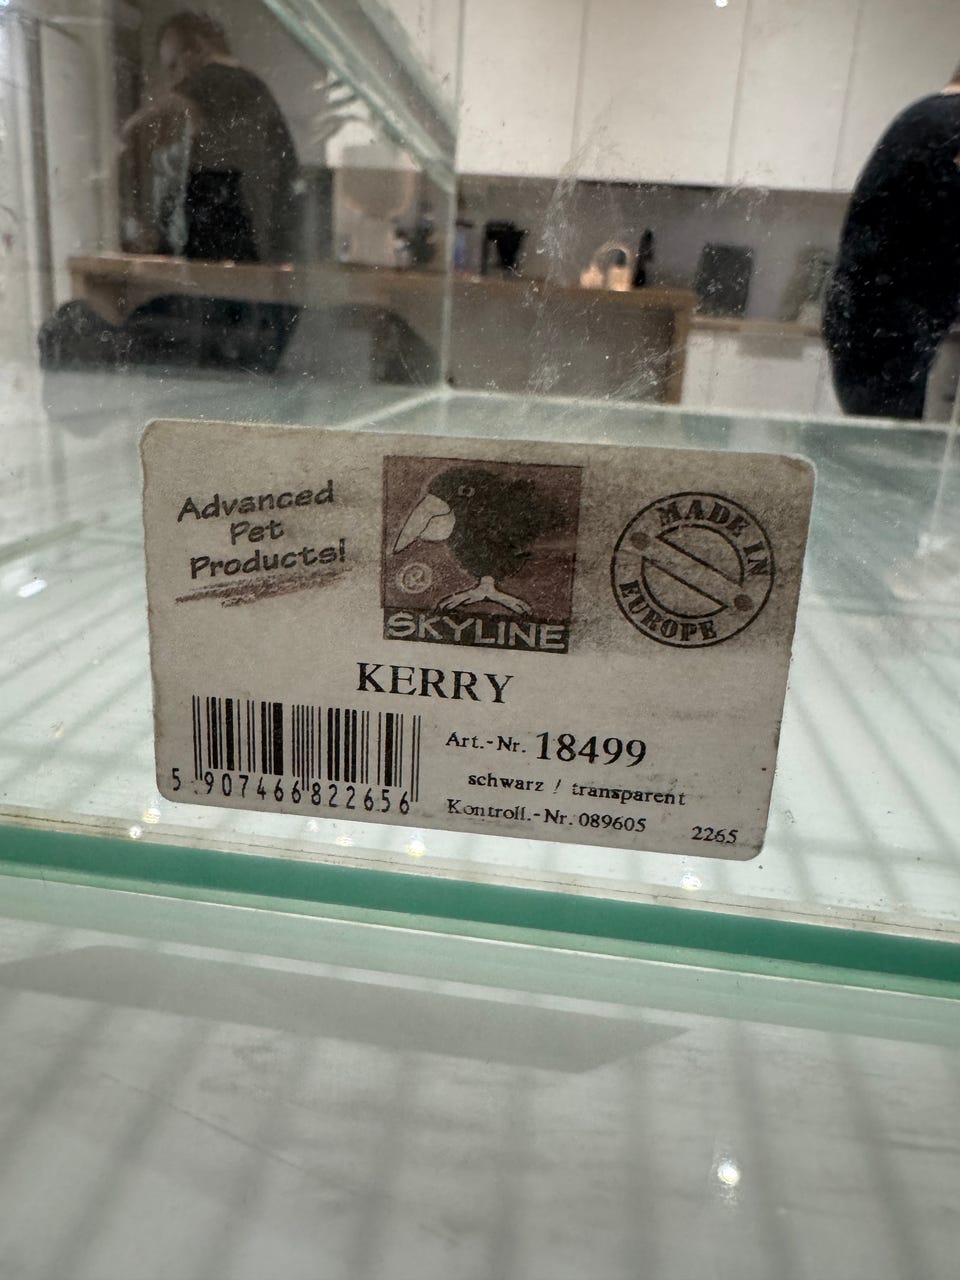 Advanced
Pet
Products!
®
SKYLINE
MADE IN
EUROPE
KERRY
Art.-Nr. 18499
schwarz / transparent
Kontroll.-Nr. 089605 2265
5 907466 822656